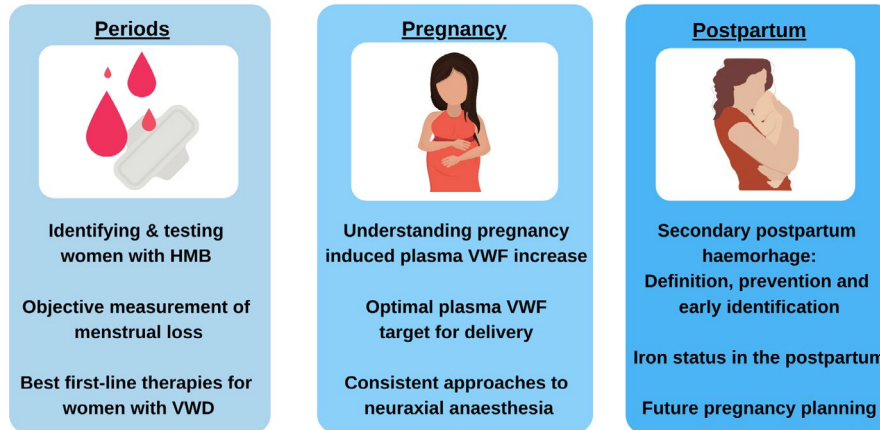 Periods
Identifying & testing
women with HMB
Objective measurement of
menstrual loss
Best first-line therapies for
women with VWD
Pregnancy
Understanding pregnancy
induced plasma VWF increase
Optimal plasma VWF
target for delivery
Consistent approaches to
neuraxial anaesthesia
Postpartum
Secondary postpartum
haemorhage:
Definition, prevention and
early identification
Iron status in the postpartum
Future pregnancy planning